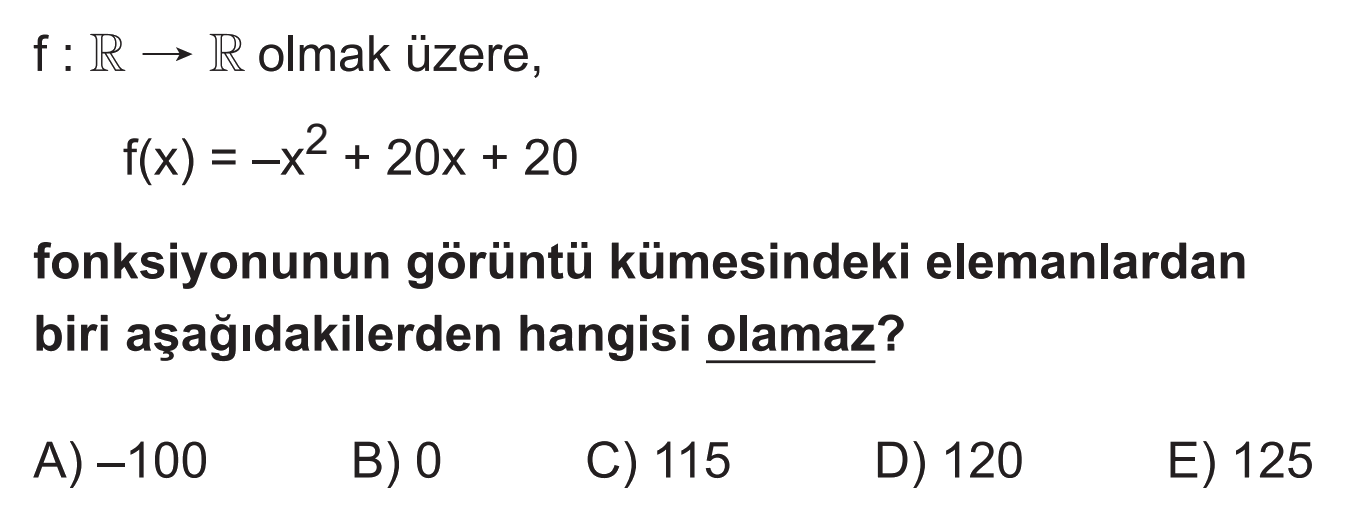 f : ℝ → ℝ olmak üzere,
f(x) = –x² + 20x + 20
fonksiyonunun görüntü kümesindeki elemanlardan
biri aşağıdakilerden hangisi olamaz?
A) –100 B) 0 C) 115 D) 120 E) 125